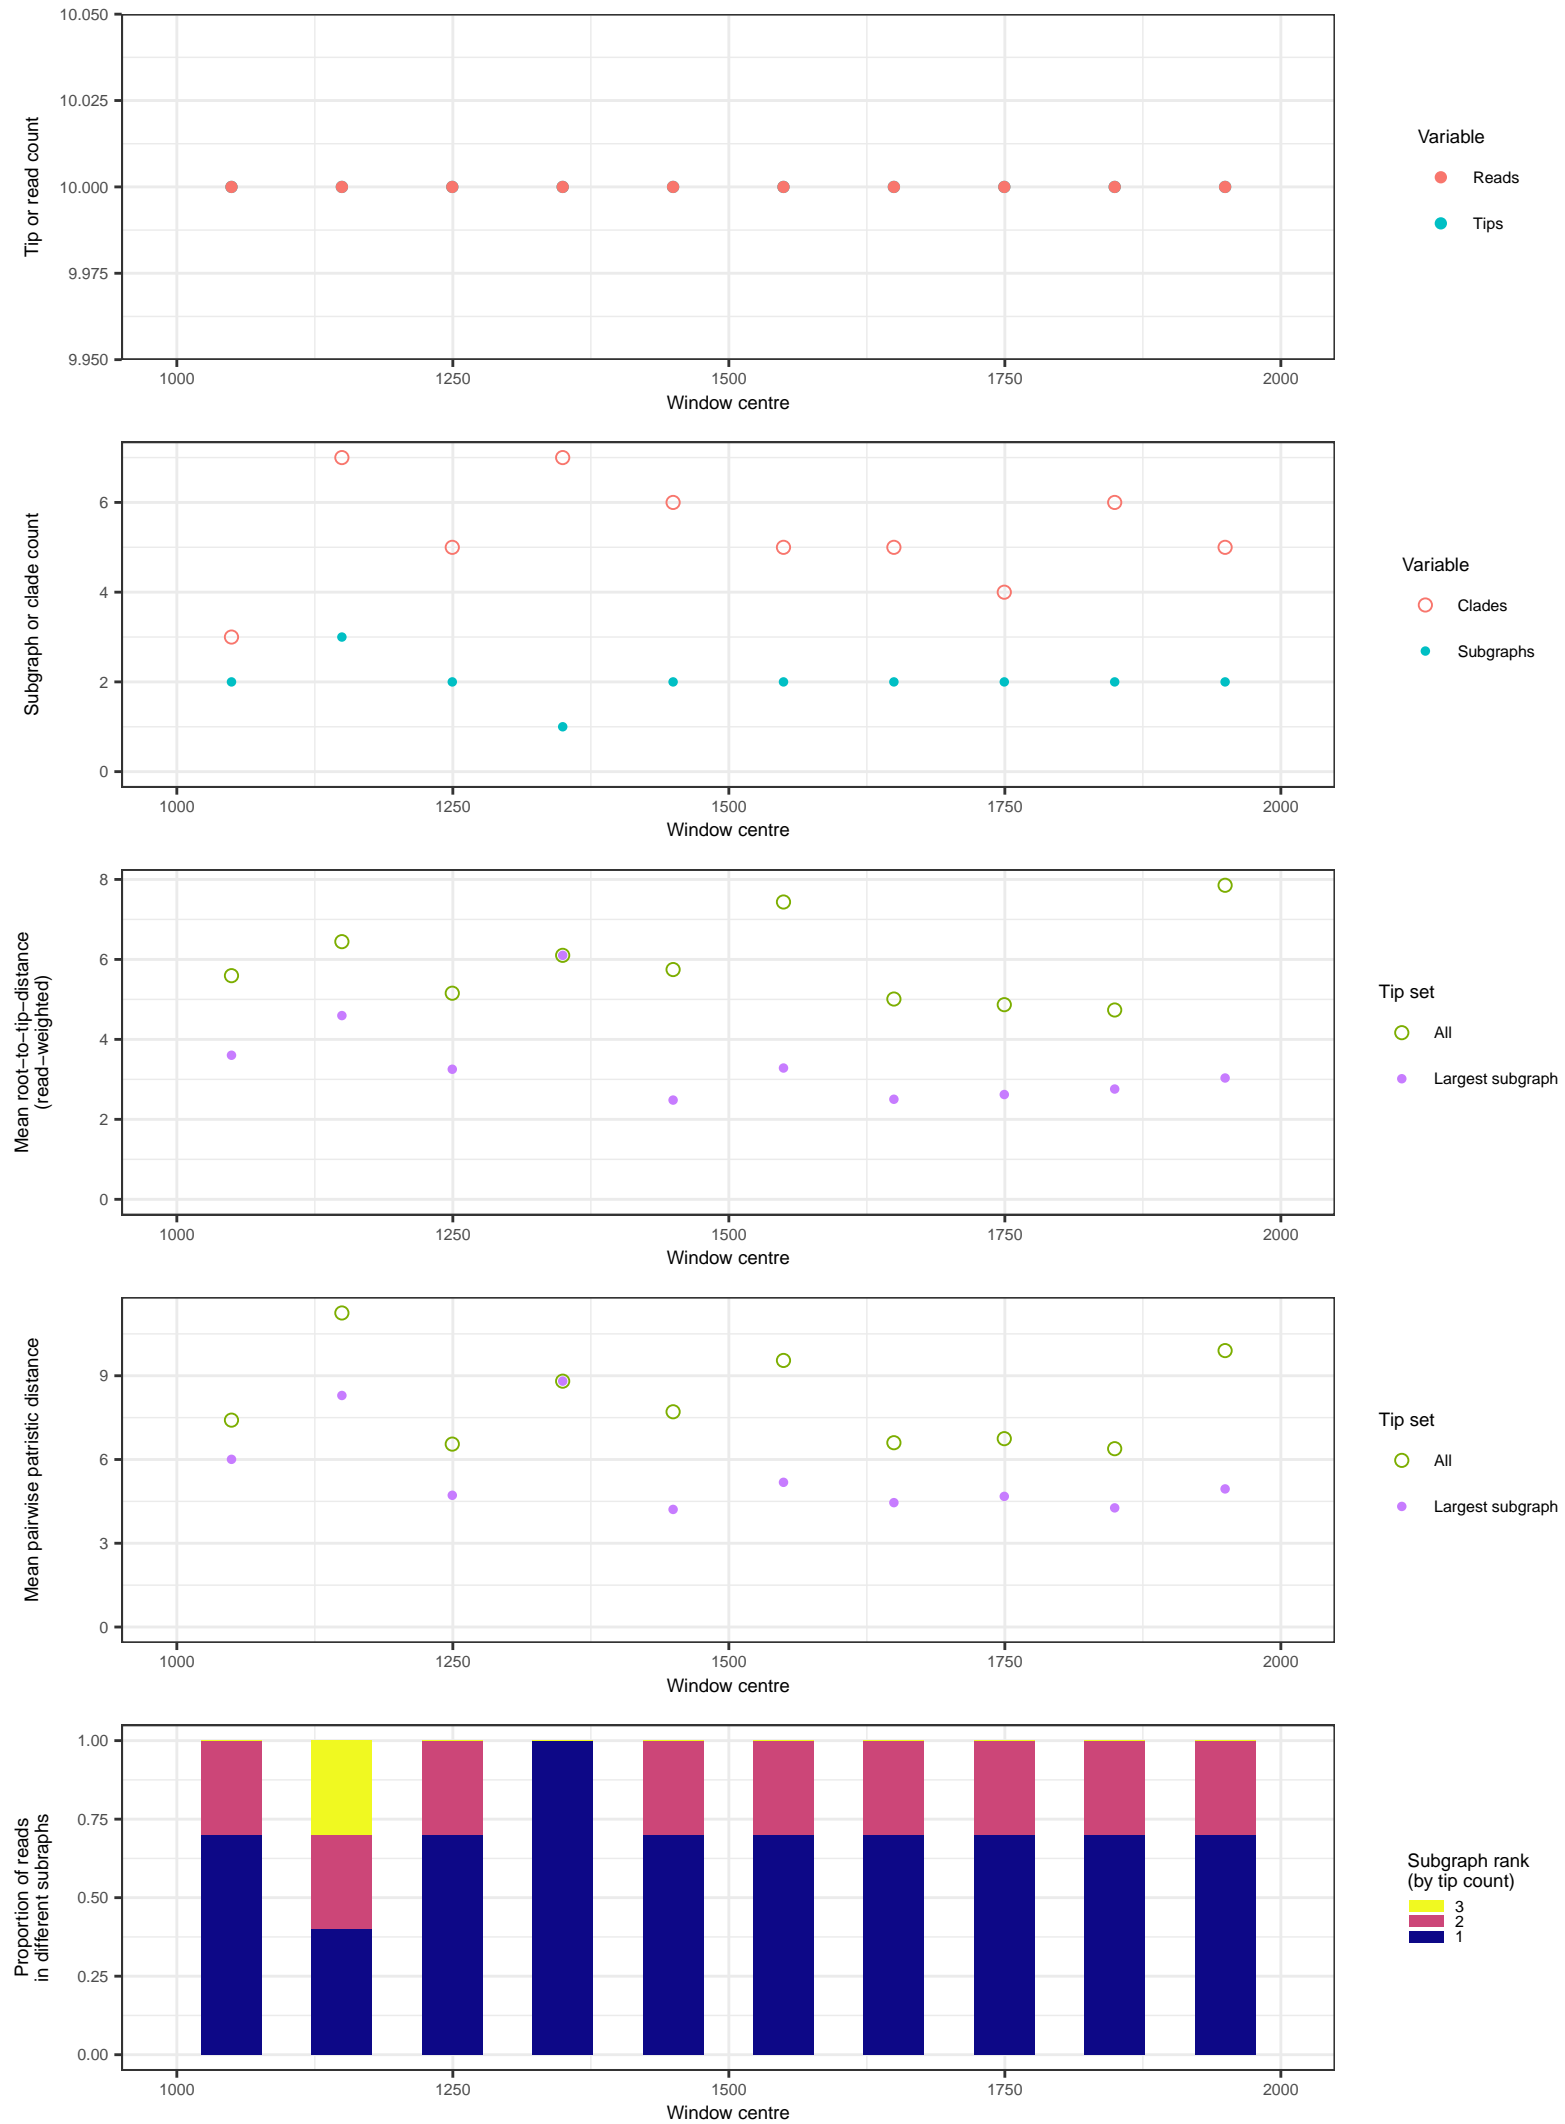 10.050
10.025
10.000
9.975
9.950
Tip or read count
1000 1250 1500 1750 2000
Window centre
Variable
Reads
Tips
6
4
2
0
Subgraph or clade count
1000 1250 1500 1750 2000
Window centre
Variable
Clades
Subgraphs
8
6
4
2
0
Mean root−to−tip−distance
(read−weighted)
1000 1250 1500 1750 2000
Window centre
Tip set
All
Largest subgraph
9
6
3
0
Mean pairwise patristic distance
1000 1250 1500 1750 2000
Window centre
Tip set
All
Largest subgraph
1.00
0.75
0.50
0.25
0.00
Proportion of reads
in different subraphs
1000 1250 1500 1750 2000
Window centre
Subgraph rank
(by tip count)
3
2
1